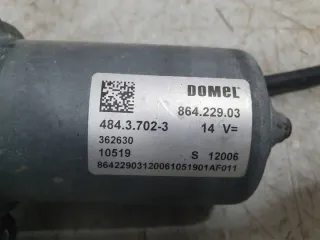 DOMEL
864.229.03
484.3.702-3 14 V=
362630
10519 S 12006
86422903120061051901AF011